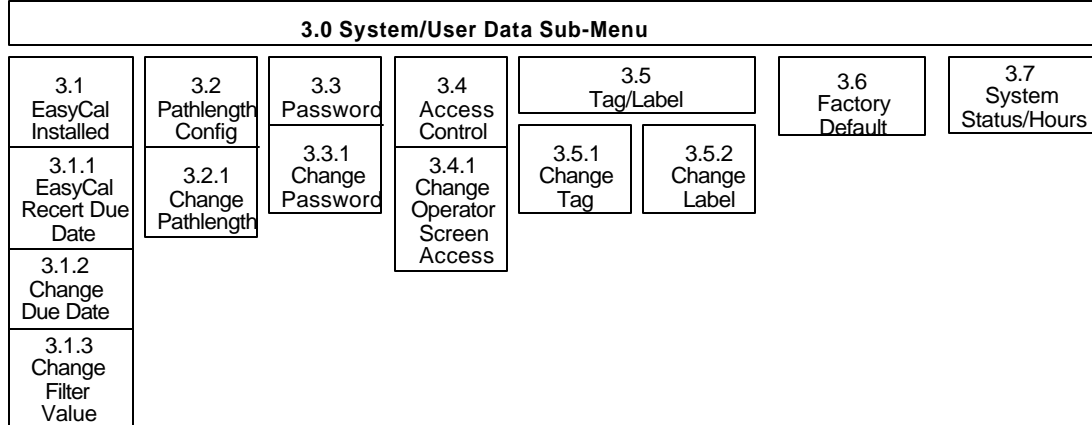 3.0 System/User Data Sub-Menu
3.1
EasyCal
Installed
3.1.1
EasyCal
Recert Due
Date
3.1.2
Change
Due Date
3.1.3
Change
Filter
Value
3.2
Pathlength
Config
3.2.1
Change
Pathlength
3.3
Password
3.3.1
Change
Password
3.4
Access
Control
3.4.1
Change
Operator
Screen
Access
3.5
Tag/Label
3.5.1
Change
Tag
3.5.2
Change
Label
3.6
Factory
Default
3.7
System
Status/Hours